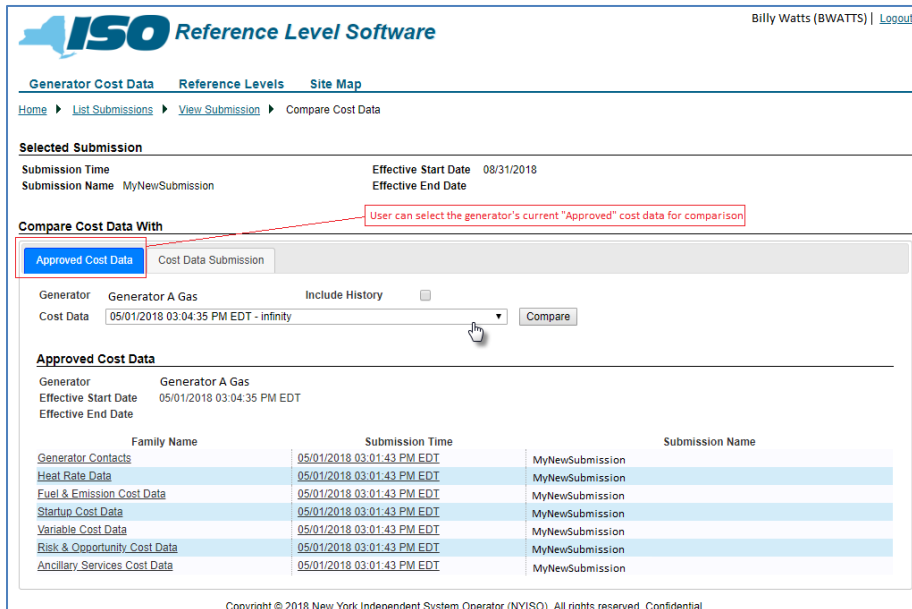 Billy Watts (BWATTS) | Logout
ISO Reference Level Software
Generator Cost Data Reference Levels Site Map
Home List Submissions View Submission Compare Cost Data
Selected Submission
Submission Time Effective Start Date 08/31/2018
Submission Name MyNewSubmission Effective End Date
User can select the generator's current "Approved" cost data for comparison
Compare Cost Data With
Approved Cost Data Cost Data Submission
Generator Generator A Gas Include History
Cost Data 05/01/2018 03:04:35 PM EDT - infinity Compare
Approved Cost Data
Generator Generator A Gas
Effective Start Date 05/01/2018 03:04:35 PM EDT
Effective End Date
Family Name Submission Time Submission Name
Generator Contacts 05/01/2018 03:01:43 PM EDT MyNewSubmission
Heat Rate Data 05/01/2018 03:01:43 PM EDT MyNewSubmission
Fuel & Emission Cost Data 05/01/2018 03:01:43 PM EDT MyNewSubmission
Startup Cost Data 05/01/2018 03:01:43 PM EDT MyNewSubmission
Variable Cost Data 05/01/2018 03:01:43 PM EDT MyNewSubmission
Risk & Opportunity Cost Data 05/01/2018 03:01:43 PM EDT MyNewSubmission
Ancillary Services Cost Data 05/01/2018 03:01:43 PM EDT MyNewSubmission
Copyright © 2018 New York Independent System Operator (NYISO). All rights reserved. Confidential